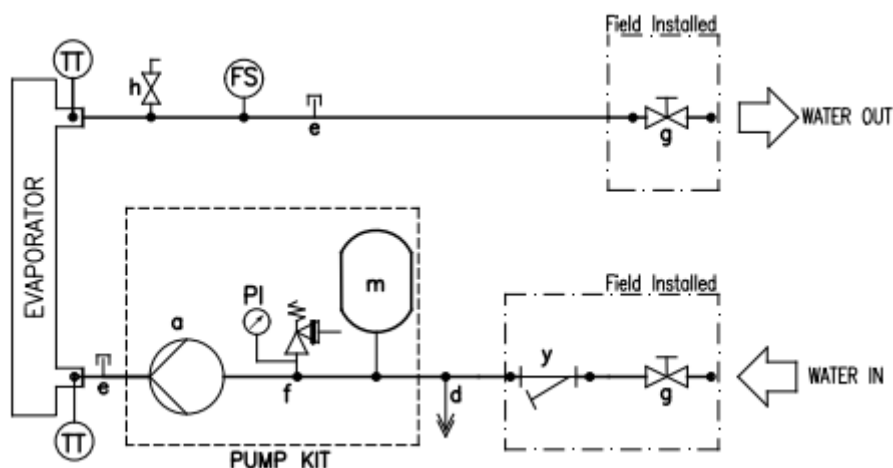 Field Installed
TT
h
FS
e
g
WATER OUT
EVAPORATOR
Field Installed
PI
m
a
y
e
f
d
g
WATER IN
TT
PUMP KIT